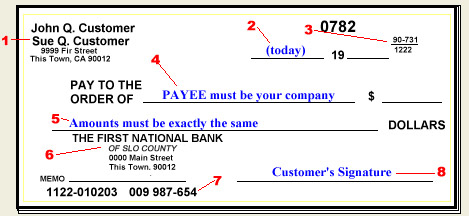 John Q. Customer 0782
1 Sue Q. Customer 2 3 90-731
9999 Fir Street (today) 19 1222
This Town, CA 90012
4
PAY TO THE
ORDER OF PAYEE must be your company $
5 Amounts must be exactly the same DOLLARS
THE FIRST NATIONAL BANK
6 OF SLO COUNTY
0000 Main Street
This Town. 90012
Customer's Signature 8
MEMO 7
1122-010203 009 987-654